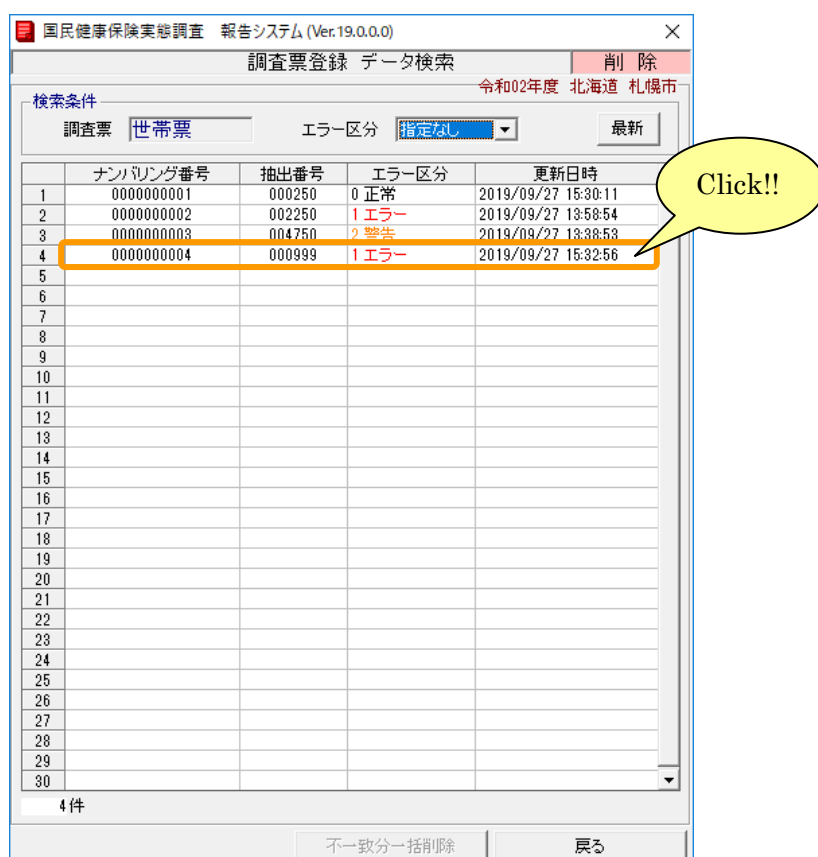 国民健康保険実態調査 報告システム (Ver.19.0.0.0)
調査票登録 データ検索 削 除
令和02年度 北海道 札幌市
検索条件
調査票 世帯票 エラー区分 指定なし 最新
ナンバリング番号 抽出番号 エラー区分 更新日時
1 0000000001 000250 0 正常 2019/09/27 15:30:11
2 0000000002 002250 1 エラー 2019/09/27 13:58:54
3 0000000003 004750 2 警告 2019/09/27 13:38:53
4 0000000004 000999 1 エラー 2019/09/27 15:32:56
Click!!
5
6
7
8
9
10
11
12
13
14
15
16
17
18
19
20
21
22
23
24
25
26
27
28
29
30
4件
不一致分一括削除 戻る